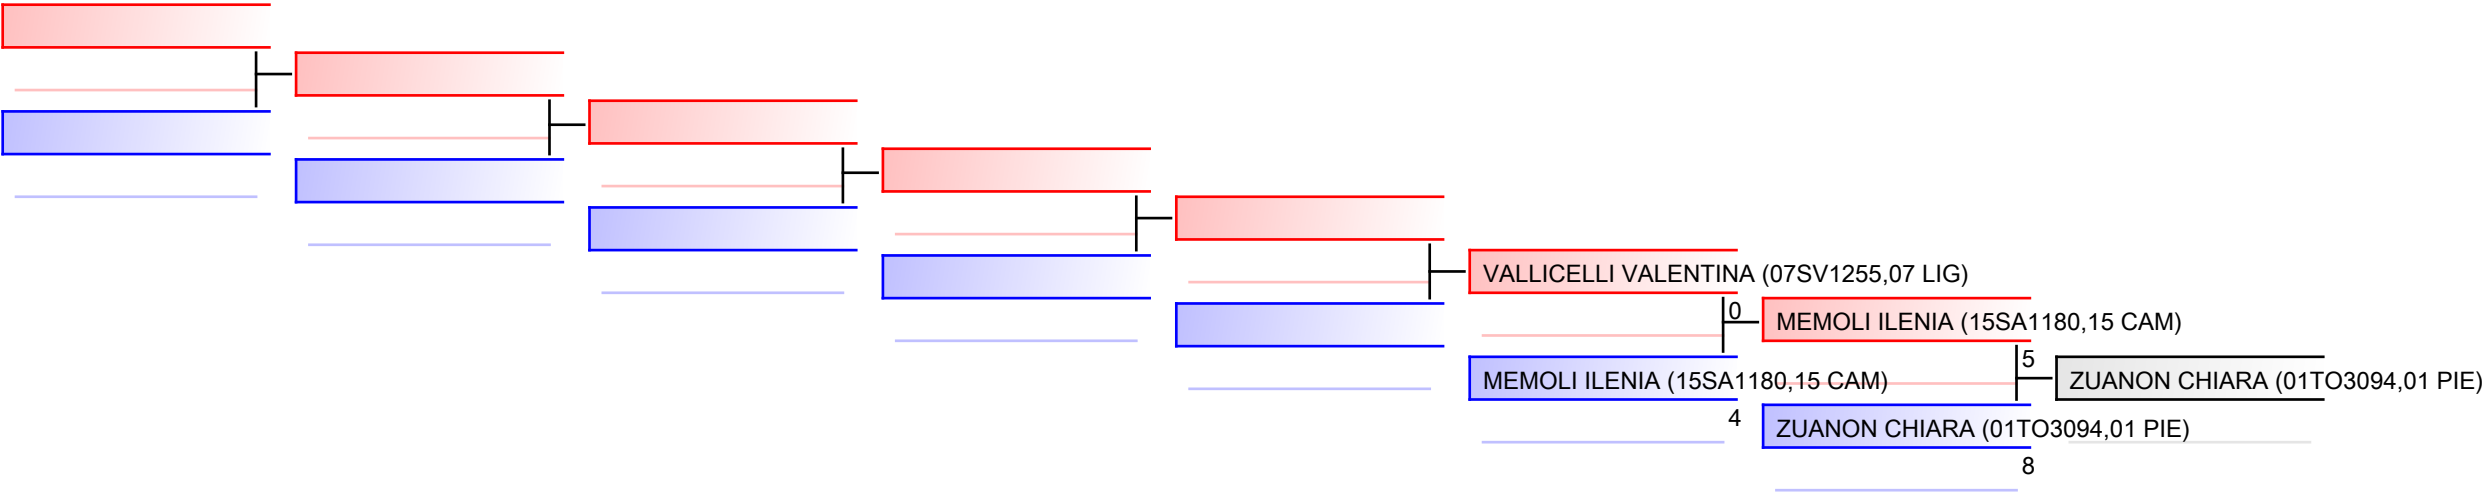 VALLICELLI VALENTINA (07SV1255,07 LIG)
0
MEMOLI ILENIA (15SA1180,15 CAM)
5
MEMOLI ILENIA (15SA1180,15 CAM)
ZUANON CHIARA (01TO3094,01 PIE)
4
ZUANON CHIARA (01TO3094,01 PIE)
8